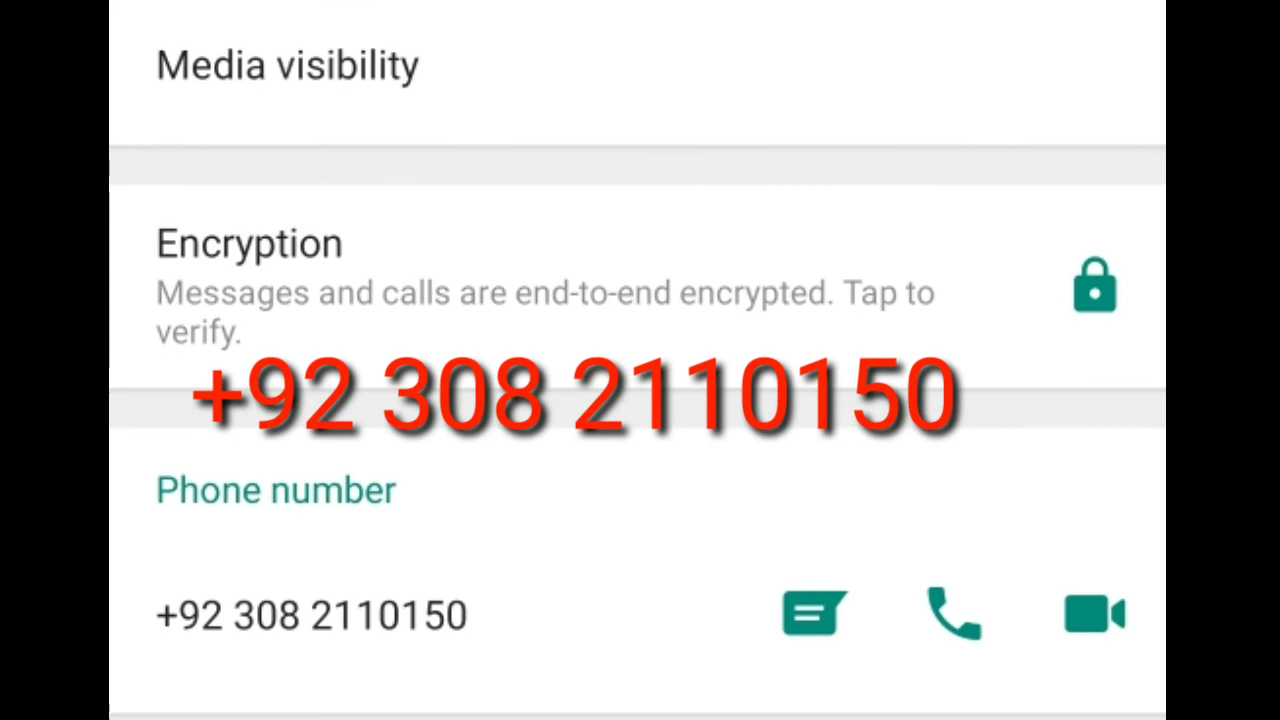 Media visibility
Encryption
Messages and calls are end-to-end encrypted. Tap to
verify.
+92 308 2110150
Phone number
+92 308 2110150